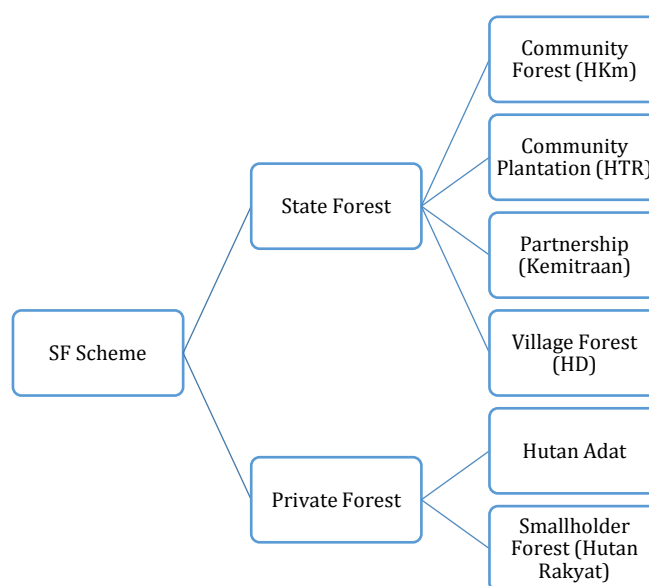 SF Scheme
State Forest
Community
Forest (HKm)
Community
Plantation (HTR)
Partnership
(Kemitraan)
Village Forest
(HD)
Private Forest
Hutan Adat
Smallholder
Forest (Hutan
Rakyat)